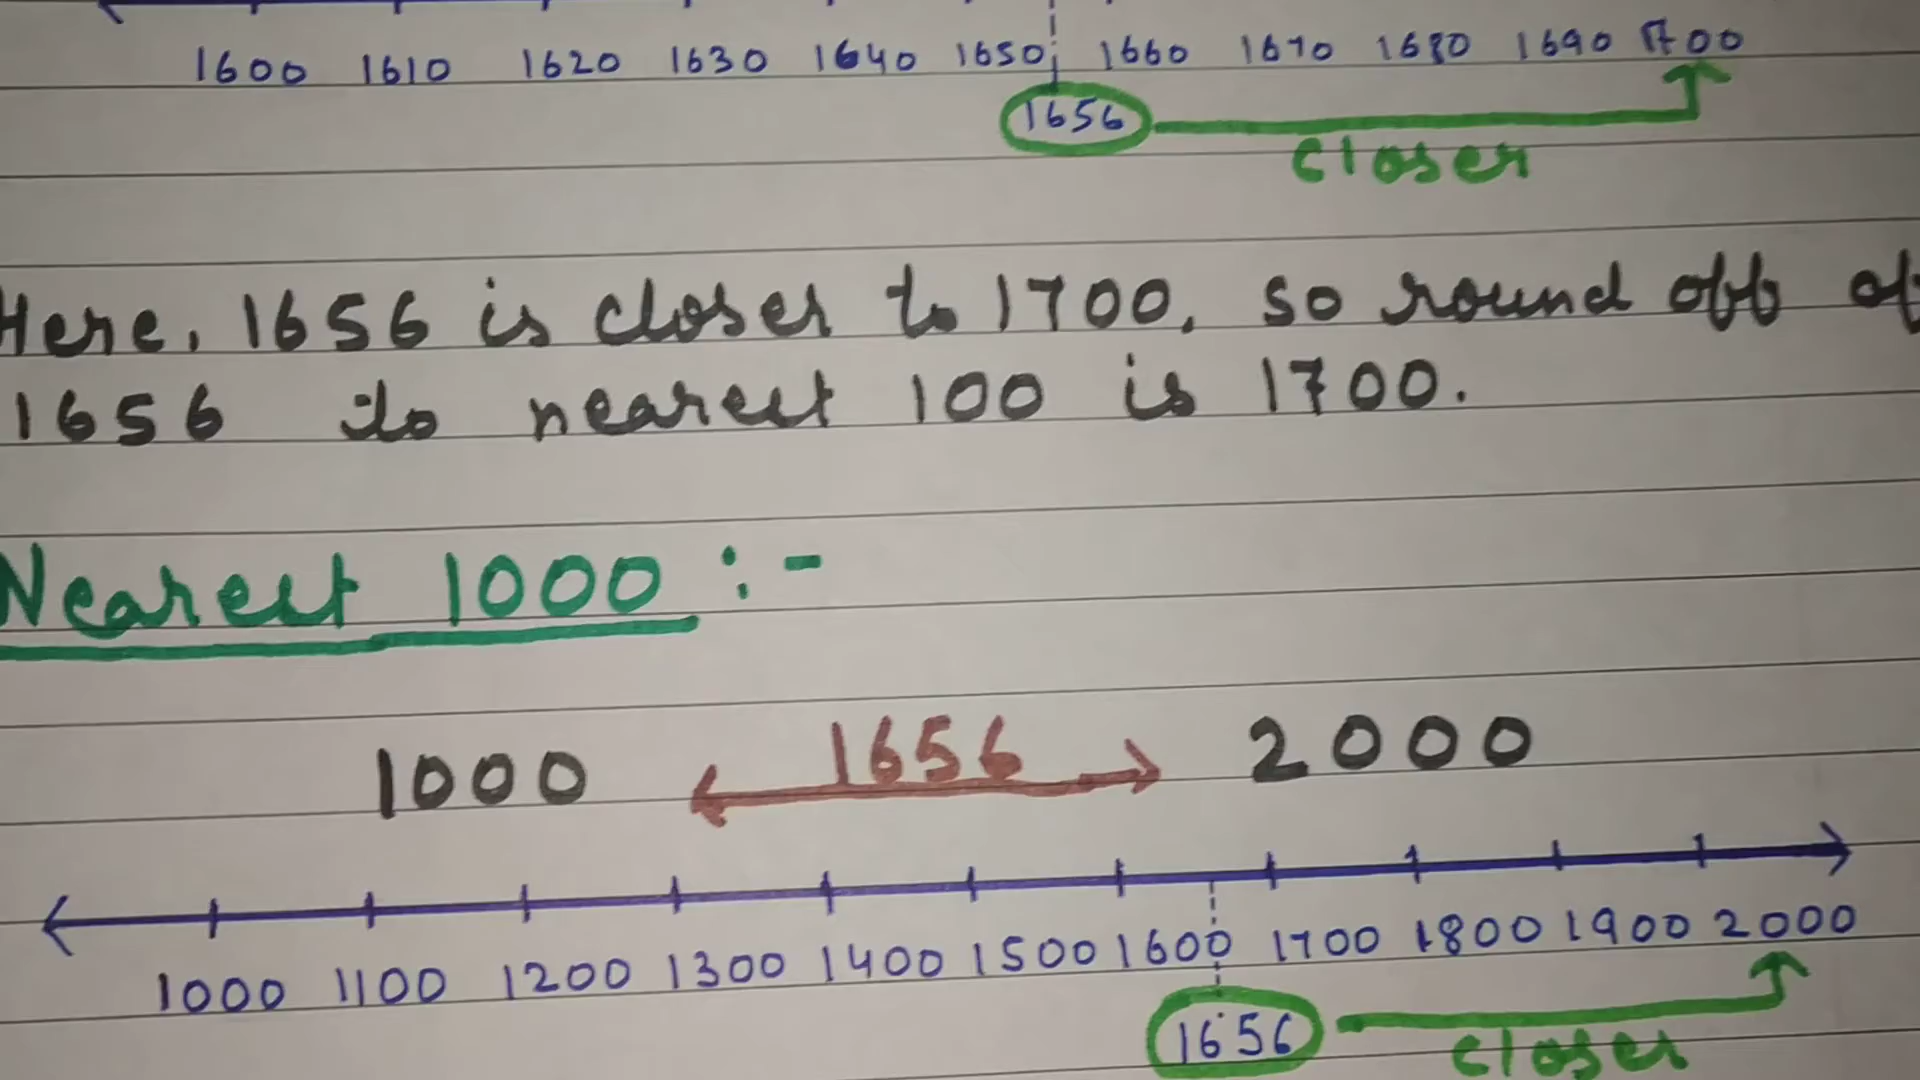 1600 1610 1620 1630 1640 1650 1660 1670 1680 1690 1700
1656
closer
Here, 1656 is closer to 1700, so round off of
1656 to nearest 100 is 1700.
Nearest 1000 :-
1000 1656 2000
1000 1100 1200 1300 1400 1500 1600 1700 1800 1900 2000
1656
closer